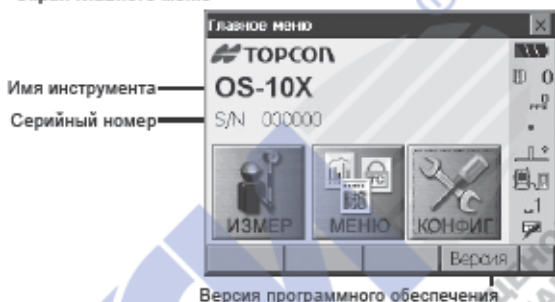 Главное меню
TOPCON
Имя инструмента
OS-10X
Серийный номер
S/N 000000
ИЗМЕР
МЕНЮ
КОНФИГ
Версия
Версия программного обеспечения